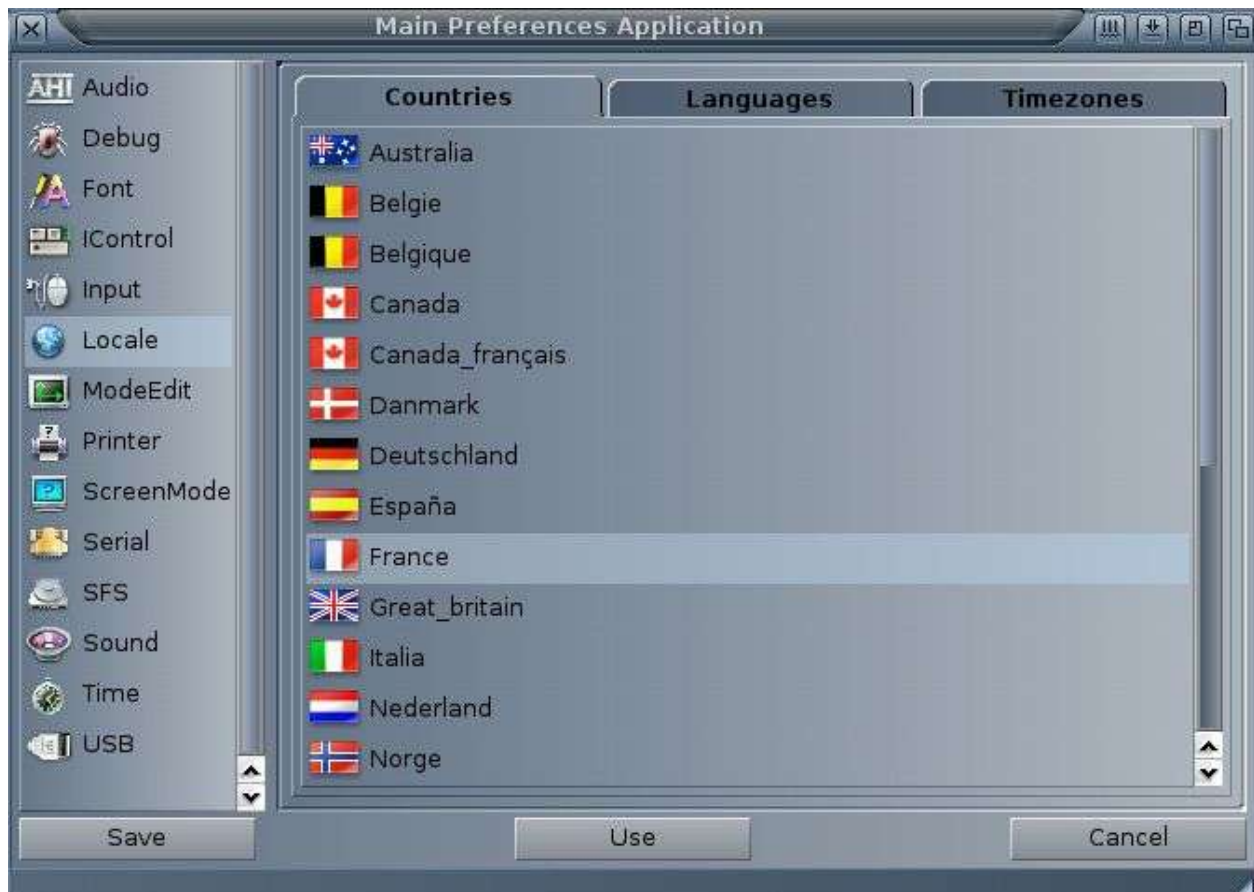 Main Preferences Application
AHI Audio
Debug
Font
IControl
Input
Locale
ModeEdit
Printer
ScreenMode
Serial
SFS
Sound
Time
USB
Countries
Languages
Timezones
Australia
Belgie
Belgique
Canada
Canada_français
Danmark
Deutschland
España
France
Great_britain
Italia
Nederland
Norge
Save
Use
Cancel